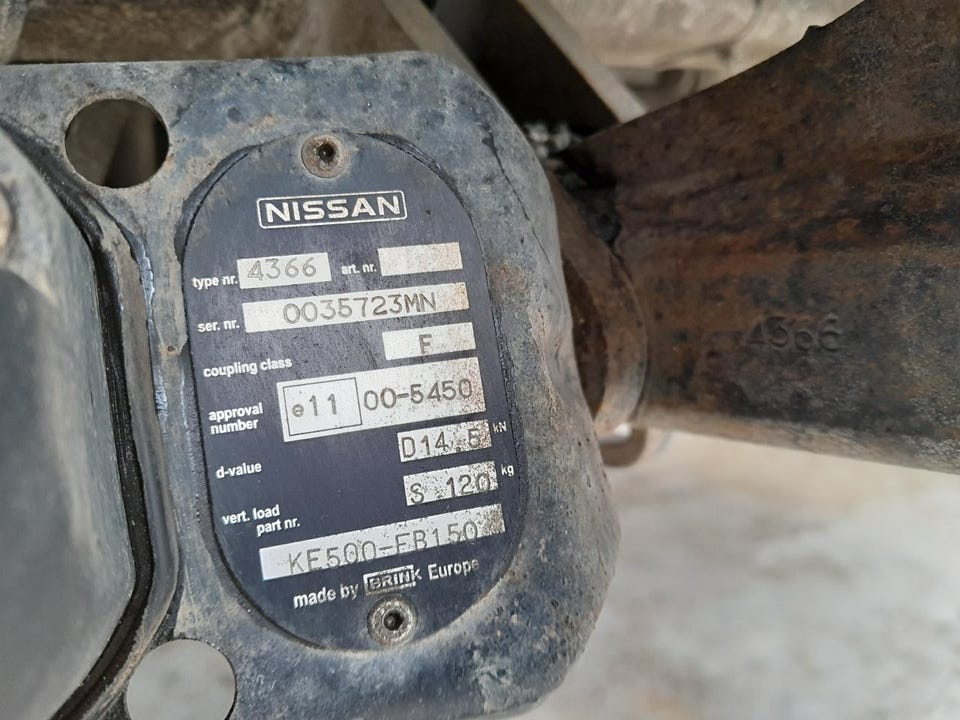 NISSAN
type nr. 4366 art. nr.
ser. nr. 0035723MN
coupling class F
approval number e11 00-5450
d-value D14.5 kN
vert. load S 120 kg
part nr.
KE500-EB150
made by BRINK Europe
4366